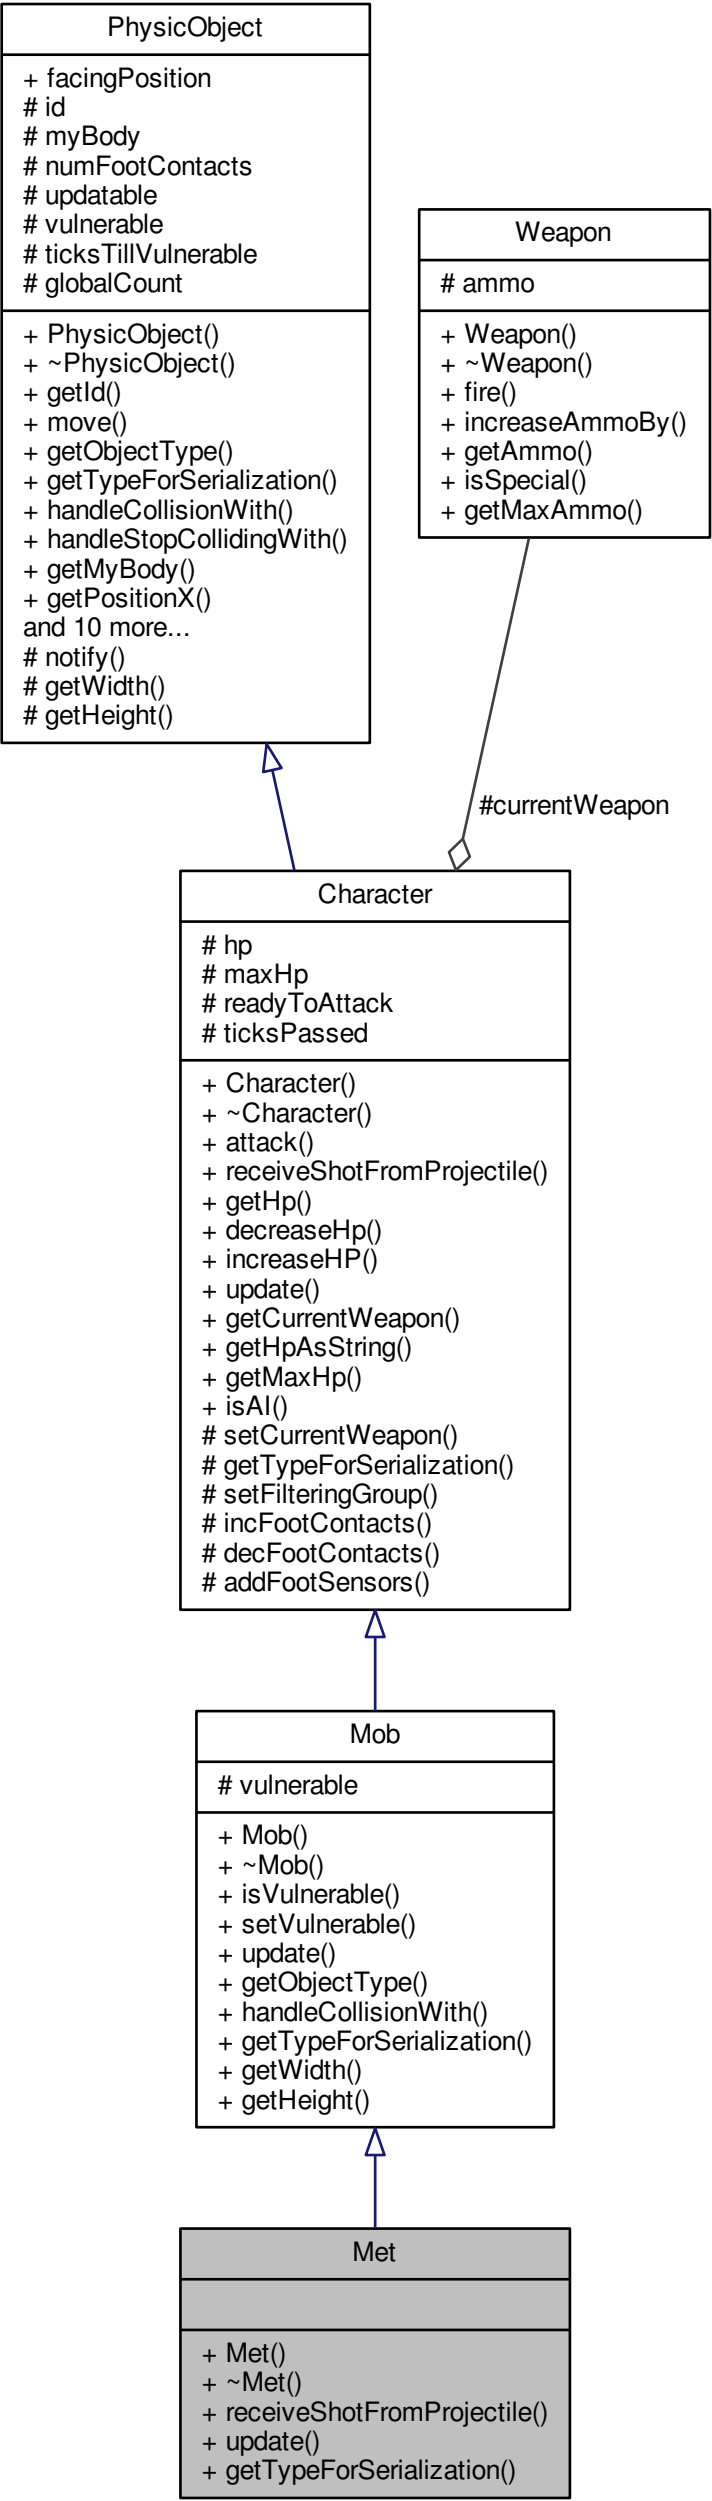 PhysicObject
+ facingPosition
# id
# myBody
# numFootContacts
# updatable
# vulnerable
# ticksTillVulnerable
# globalCount
+ PhysicObject()
+ ~PhysicObject()
+ getId()
+ move()
+ getObjectType()
+ getTypeForSerialization()
+ handleCollisionWith()
+ handleStopCollidingWith()
+ getMyBody()
+ getPositionX()
and 10 more...
# notify()
# getWidth()
# getHeight()
Weapon
# ammo
+ Weapon()
+ ~Weapon()
+ fire()
+ increaseAmmoBy()
+ getAmmo()
+ isSpecial()
+ getMaxAmmo()
#currentWeapon
Character
# hp
# maxHp
# readyToAttack
# ticksPassed
+ Character()
+ ~Character()
+ attack()
+ receiveShotFromProjectile()
+ getHp()
+ decreaseHp()
+ increaseHP()
+ update()
+ getCurrentWeapon()
+ getHpAsString()
+ getMaxHp()
+ isAI()
# setCurrentWeapon()
# getTypeForSerialization()
# setFilteringGroup()
# incFootContacts()
# decFootContacts()
# addFootSensors()
Mob
# vulnerable
+ Mob()
+ ~Mob()
+ isVulnerable()
+ setVulnerable()
+ update()
+ getObjectType()
+ handleCollisionWith()
+ getTypeForSerialization()
+ getWidth()
+ getHeight()
Met
+ Met()
+ ~Met()
+ receiveShotFromProjectile()
+ update()
+ getTypeForSerialization()